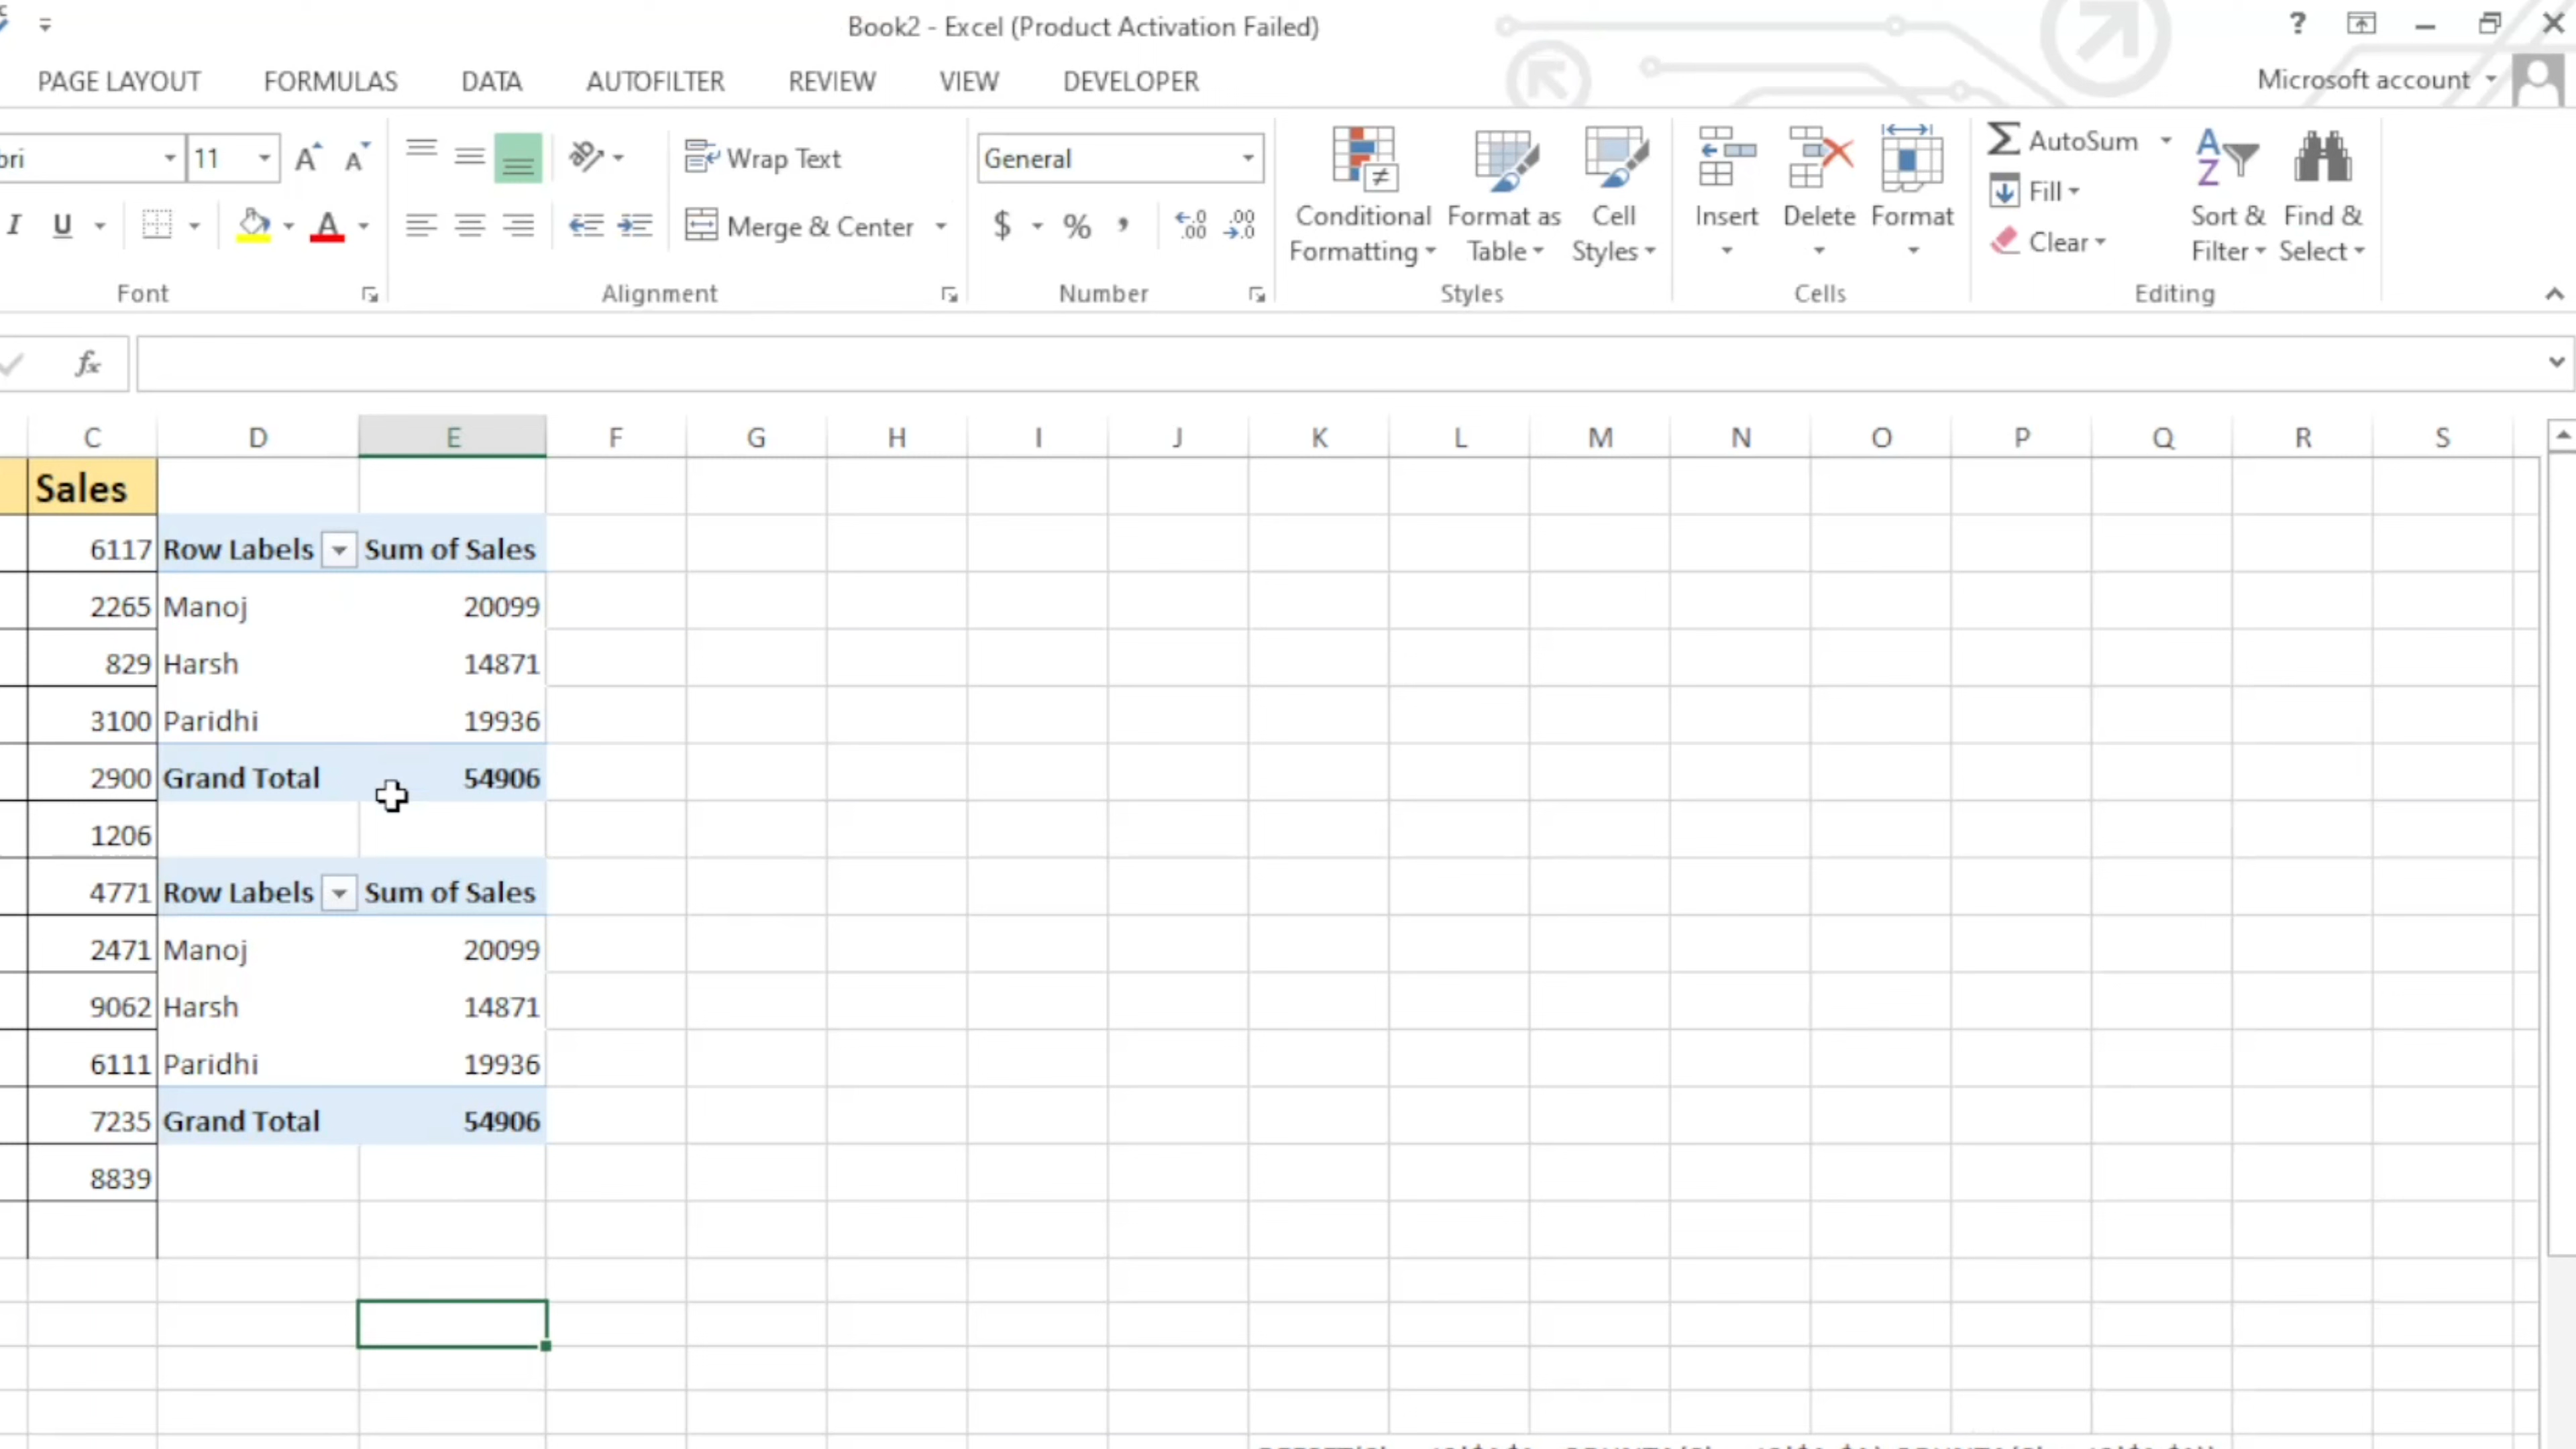 Book2 - Excel (Product Activation Failed)
?
PAGE LAYOUT FORMULAS DATA AUTOFILTER REVIEW VIEW DEVELOPER Microsoft account
11 A A Wrap Text General AutoSum
Fill
I U A Merge & Center $ % , Conditional Formatting Format as Table Cell Styles Insert Delete Format Clear Sort & Filter Find & Select
Font Alignment Number Styles Cells Editing
fx
C D E F G H I J K L M N O P Q R S
Sales
6117 Row Labels Sum of Sales
2265 Manoj 20099
829 Harsh 14871
3100 Paridhi 19936
2900 Grand Total 54906
1206
4771 Row Labels Sum of Sales
2471 Manoj 20099
9062 Harsh 14871
6111 Paridhi 19936
7235 Grand Total 54906
8839